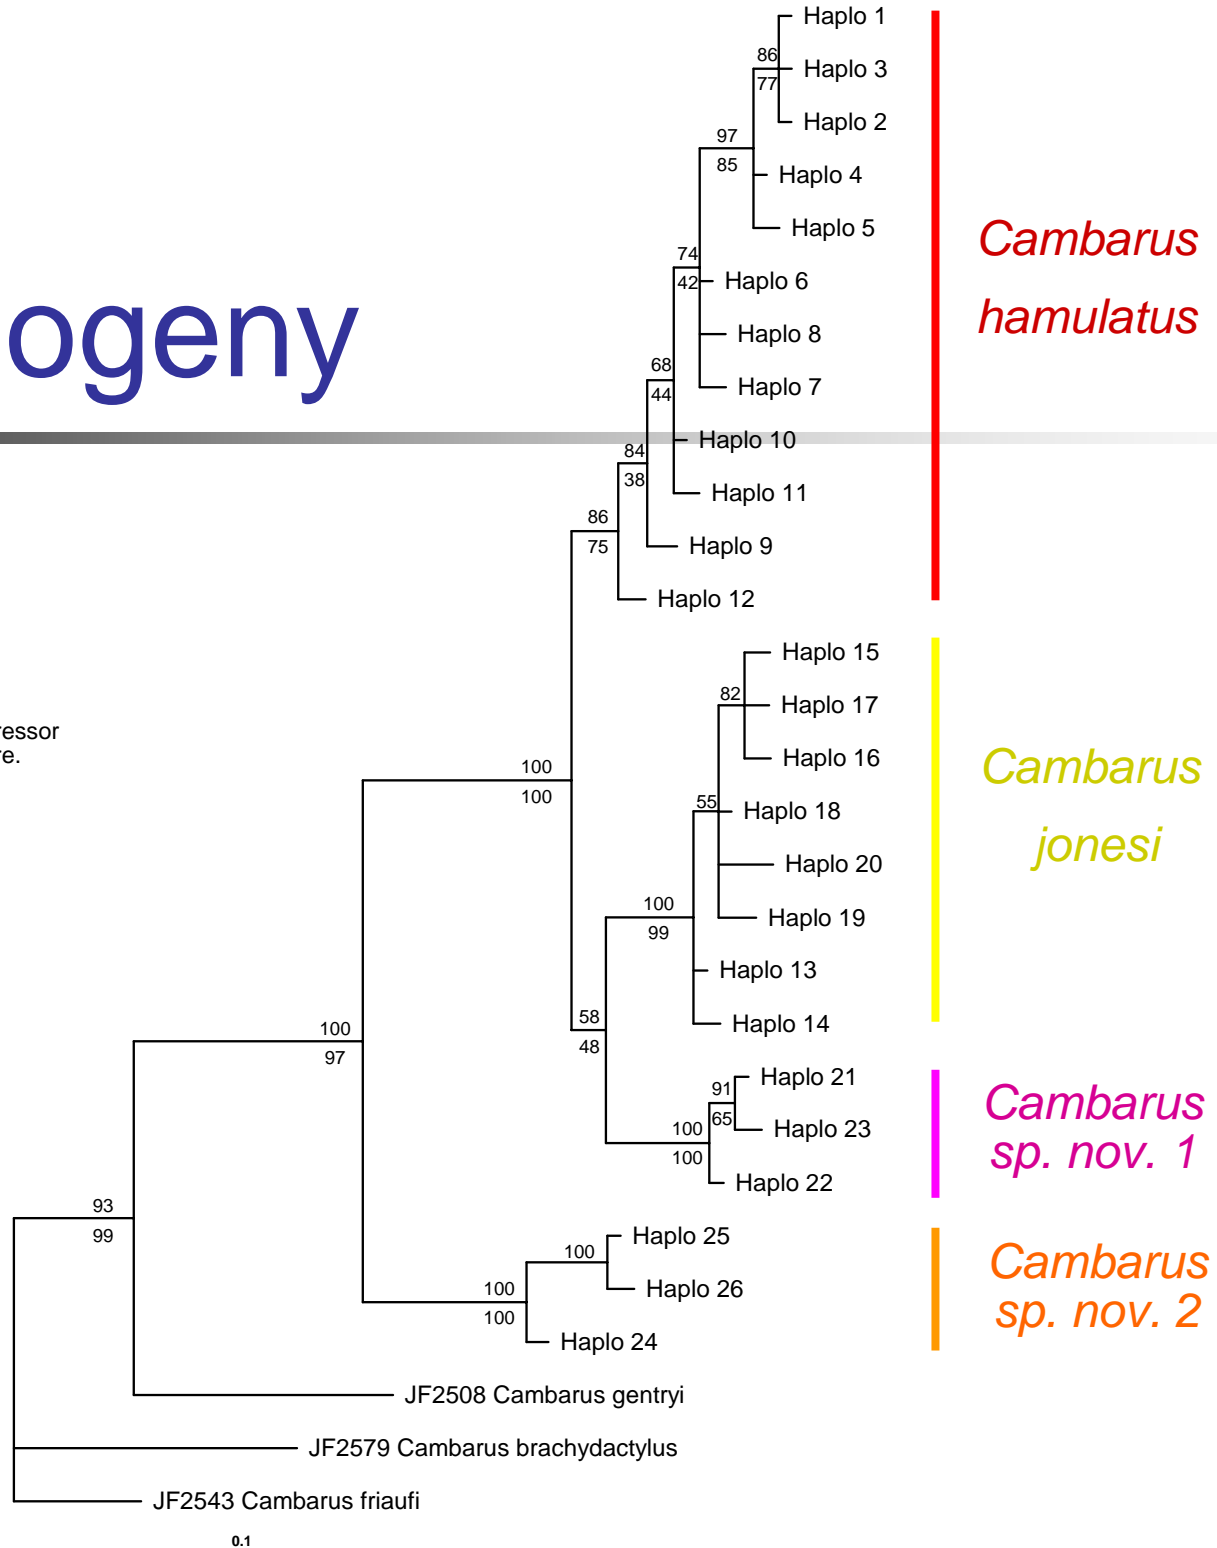 Haplo 1
86
Haplo 3
77
Haplo 2
97
85
Haplo 4
Haplo 5
Cambarus
hamulatus
74
42
Haplo 6
ogeny
Haplo 8
68
44
Haplo 7
Haplo 10
84
38
Haplo 11
86
75
Haplo 9
Haplo 12
Haplo 15
82
Haplo 17
ressor
re.
Haplo 16
Cambarus
jonesi
100
100
55
Haplo 18
Haplo 20
100
99
Haplo 19
Haplo 13
58
48
Haplo 14
100
97
Haplo 21
91
65
Haplo 23
100
100
Haplo 22
Cambarus
sp. nov. 1
93
99
Haplo 25
100
Haplo 26
100
100
Haplo 24
Cambarus
sp. nov. 2
JF2508 Cambarus gentryi
JF2579 Cambarus brachydactylus
JF2543 Cambarus friaufi
0.1